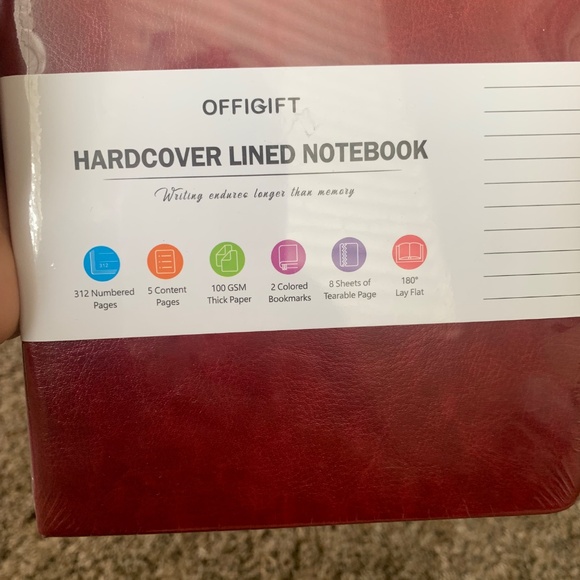 OFFIGIFT
HARDCOVER LINED NOTEBOOK
Writing endures longer than memory
312
312 Numbered
Pages
5 Content
Pages
100 GSM
Thick Paper
2 Colored
Bookmarks
8 Sheets of
Tearable Page
180°
Lay Flat